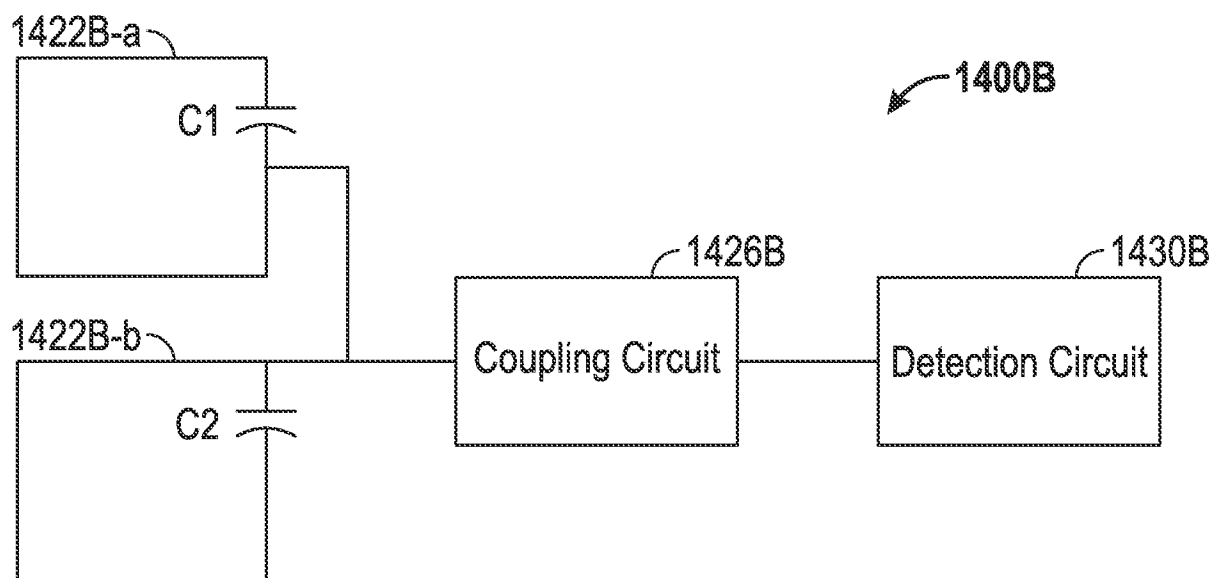 1422B-a
1400B
C1
1426B
1430B
1422B-b
Coupling Circuit
Detection Circuit
C2